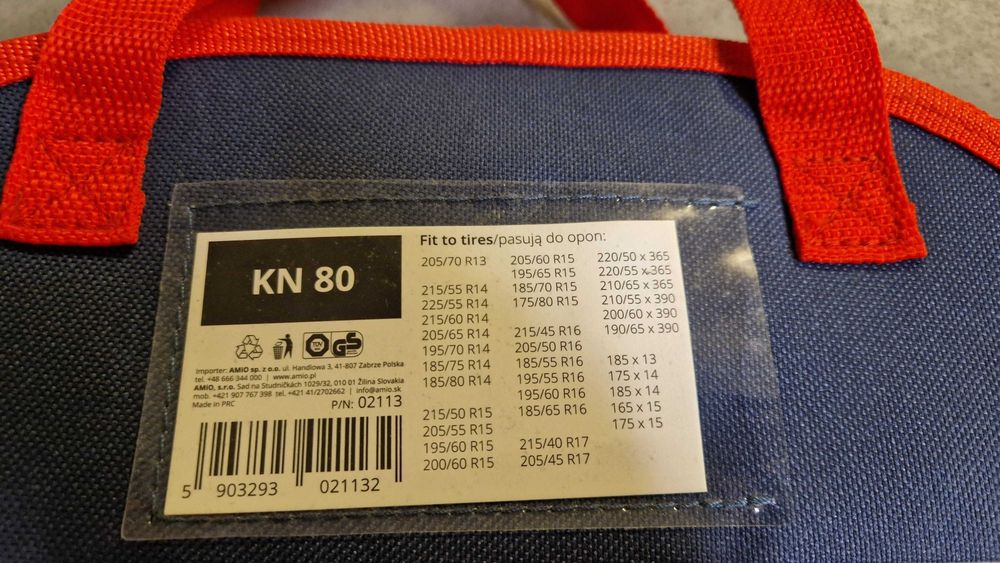 KN 80
Importer: AMiO sp. z o.o. ul. Handlowa 3, 41-807 Zabrze Polska
tel. +48 666 344 000 | www.amio.pl
AMIO, s.r.o. Sad na Studničkách 1029/32, 010 01 Žilina Slovakia
mob. +421 907 767 398 tel. +421 41/2702662 | info@amio.sk
Made in PRC
P/N: 02113
5 903293 021132
Fit to tires/pasują do opon:
205/70 R13
215/55 R14
225/55 R14
215/60 R14
205/65 R14
195/70 R14
185/75 R14
185/80 R14
215/50 R15
205/55 R15
195/60 R15
200/60 R15
205/60 R15
195/65 R15
185/70 R15
175/80 R15
215/45 R16
205/50 R16
185/55 R16
195/55 R16
195/60 R16
185/65 R16
215/40 R17
205/45 R17
220/50 x 365
220/55 x 365
210/65 x 365
210/55 x 390
200/60 x 390
190/65 x 390
185 x 13
175 x 14
185 x 14
165 x 15
175 x 15